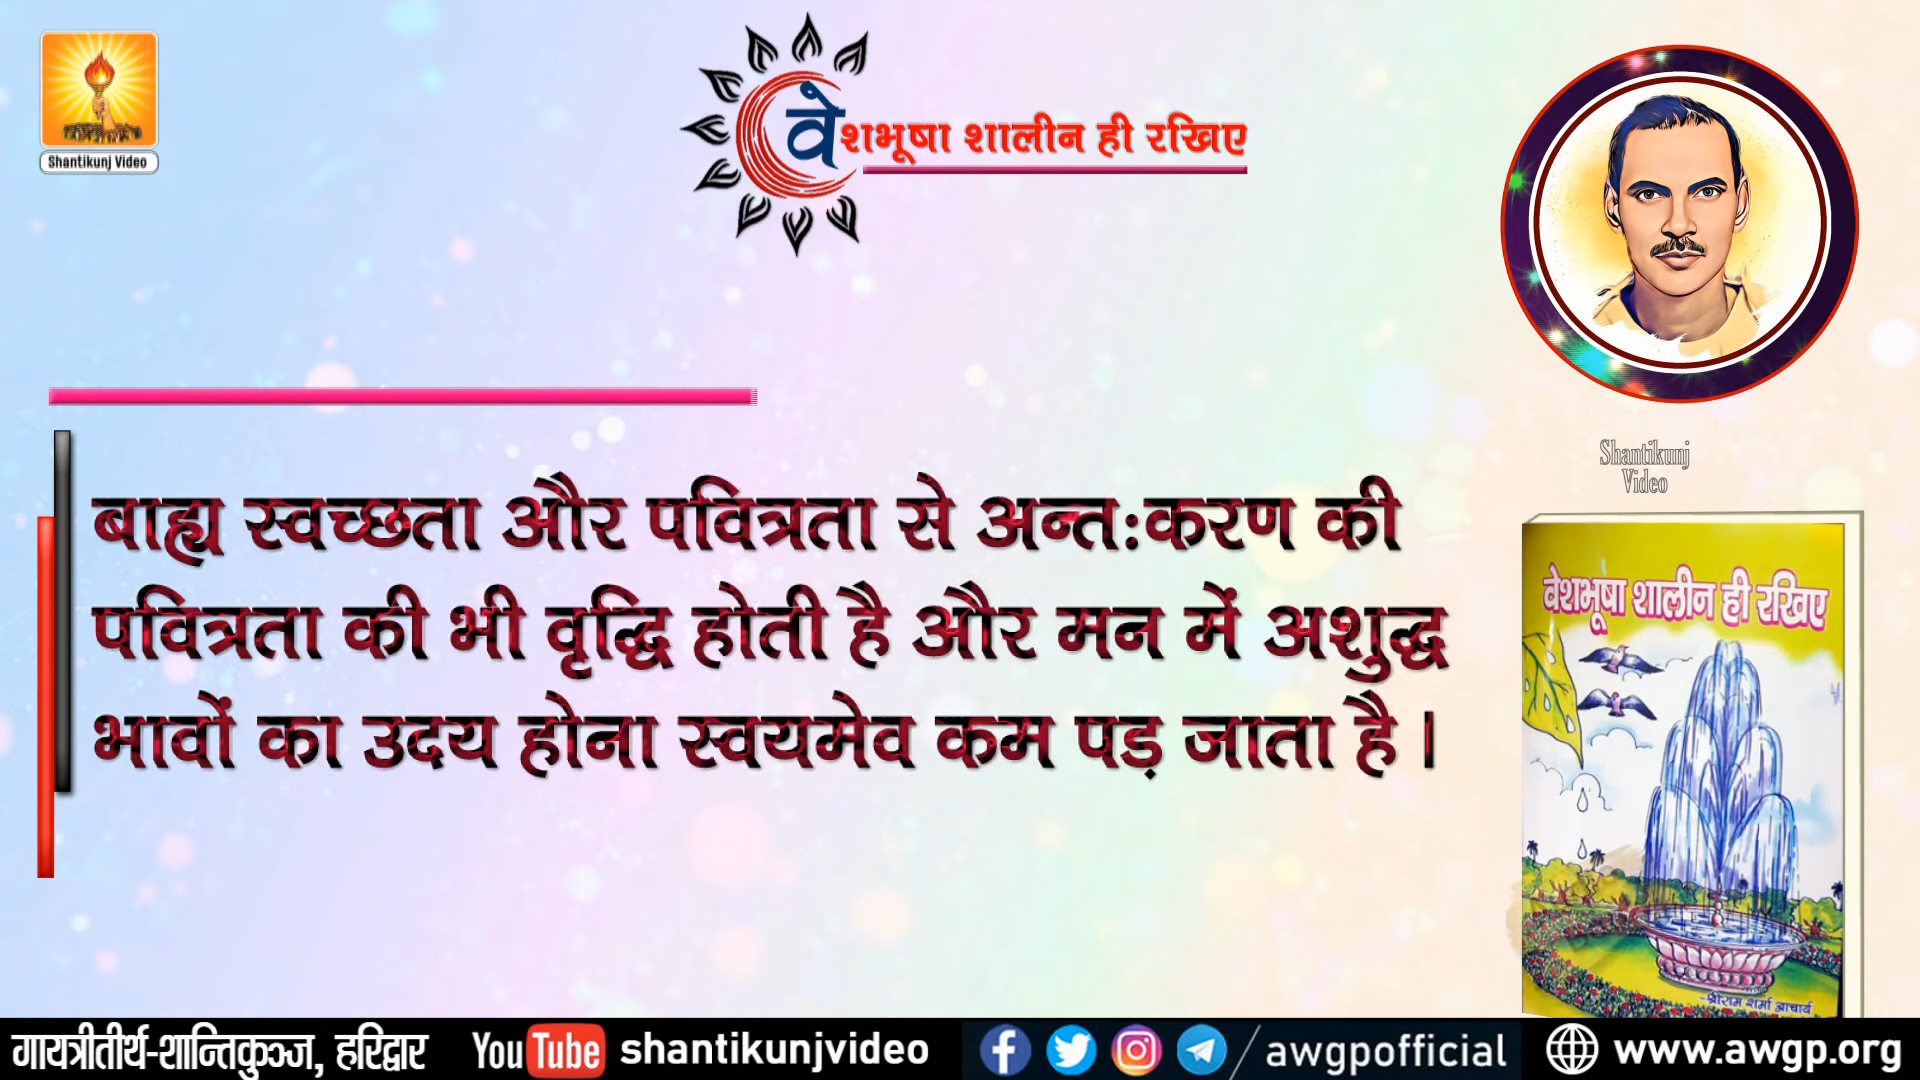 Shantikunj Video
वेशभूषा शालीन ही रखिए
Shantikunj
Video
बाह्य स्वच्छता और पवित्रता से अन्तःकरण की
पवित्रता की भी वृद्धि होती है और मन में अशुद्ध
भावों का उदय होना स्वयमेव कम पड़ जाता है ।
वेशभूषा शालीन ही रखिए
-श्रीराम शर्मा आचार्य
गायत्रीतीर्थ-शान्तिकुञ्ज, हरिद्वार YouTube shantikunjvideo awgpofficial www.awgp.org